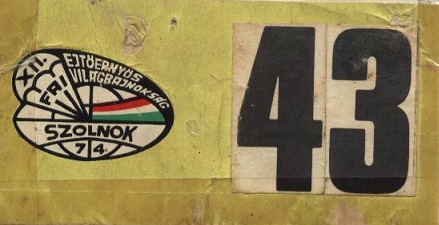 XII.
FAI
EJTŐERNYŐS
VILÁGBAJNOKSÁG
SZOLNOK
74
43